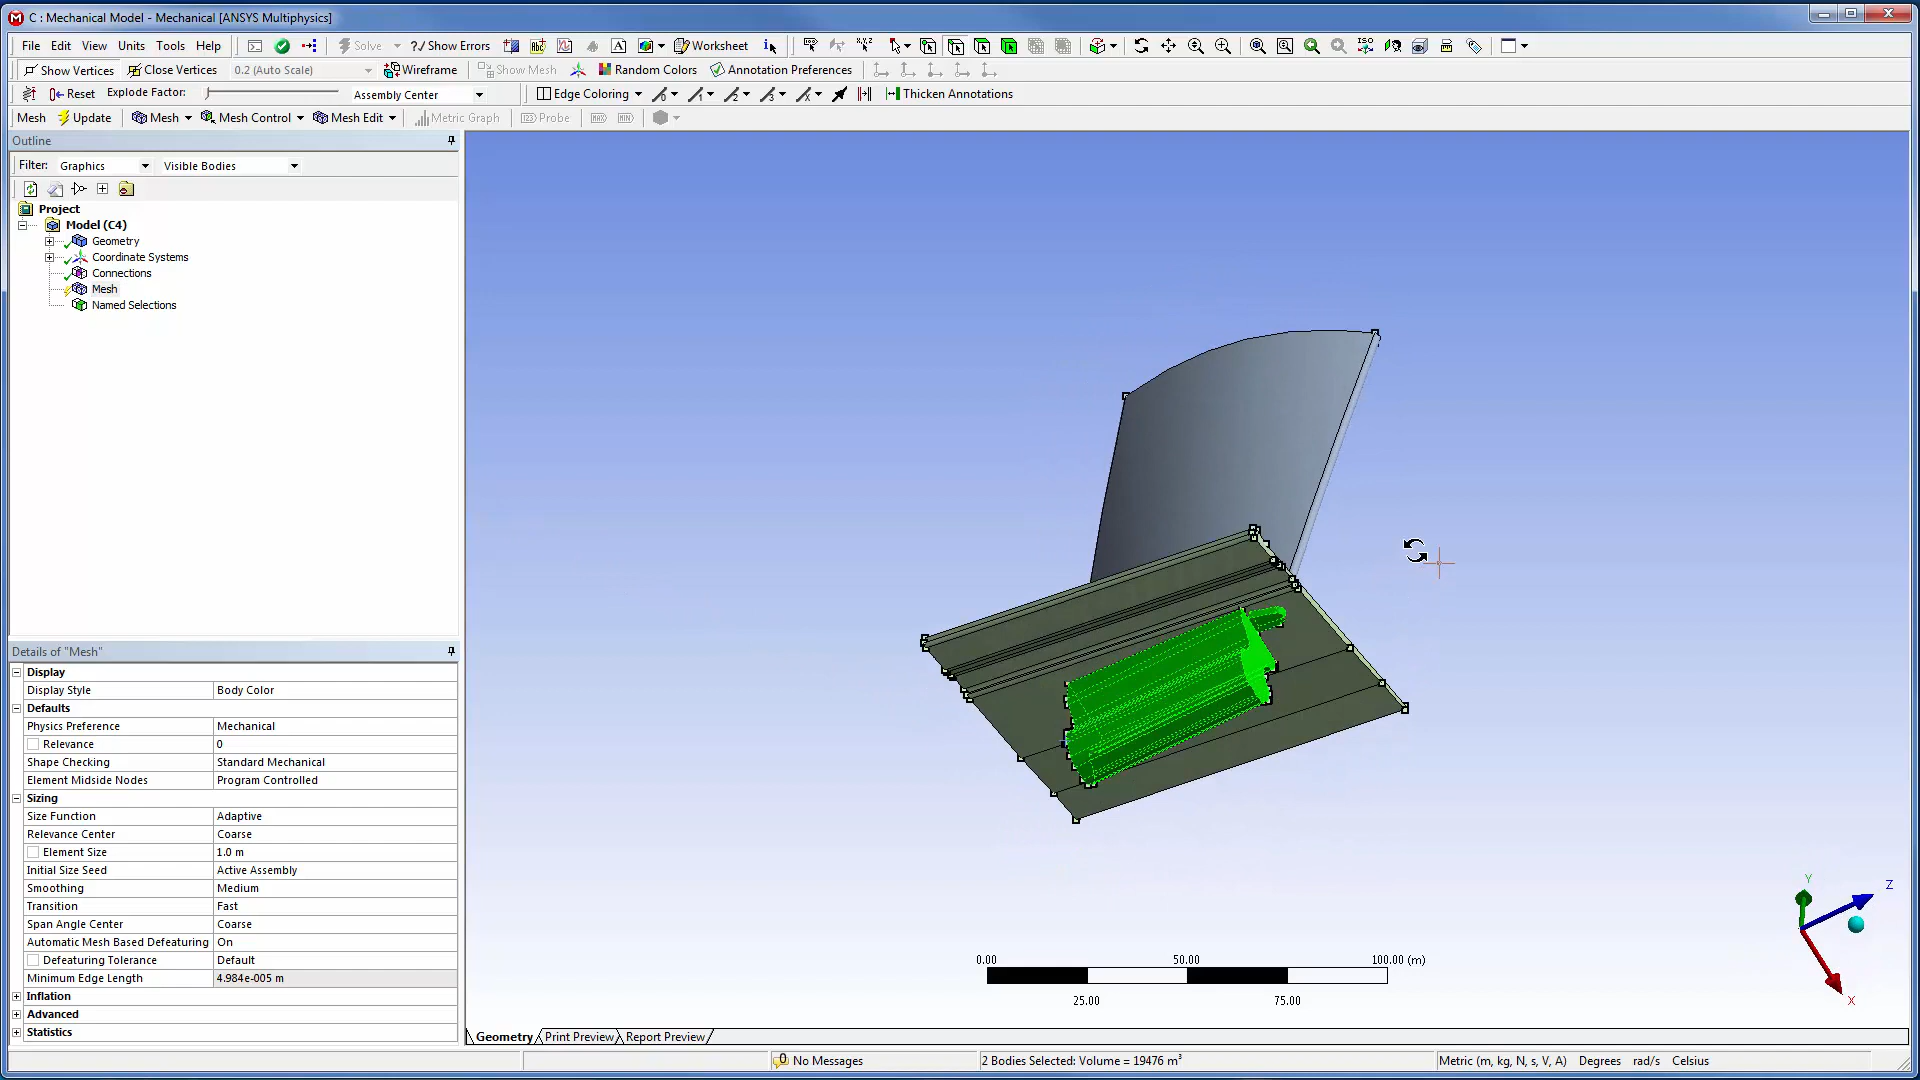 C : Mechanical Model - Mechanical [ANSYS Multiphysics]
File Edit View Units Tools Help Solve ?/ Show Errors Worksheet
Show Vertices Close Vertices 0.2 (Auto Scale) Wireframe Show Mesh Random Colors Annotation Preferences
Reset Explode Factor: Assembly Center Edge Coloring Thicken Annotations
Mesh Update Mesh Mesh Control Mesh Edit Metric Graph Probe
Outline
Filter: Graphics Visible Bodies
Project
Model (C4)
Geometry
Coordinate Systems
Connections
Mesh
Named Selections
Details of "Mesh"
Display
Display Style Body Color
Defaults
Physics Preference Mechanical
Relevance 0
Shape Checking Standard Mechanical
Element Midside Nodes Program Controlled
Sizing
Size Function Adaptive
Relevance Center Coarse
Element Size 1.0 m
Initial Size Seed Active Assembly
Smoothing Medium
Transition Fast
Span Angle Center Coarse
Automatic Mesh Based Defeaturing On
Defeaturing Tolerance Default
Minimum Edge Length 4.984e-005 m
Inflation
Advanced
Statistics
0.00 50.00 100.00 (m)
25.00 75.00
Y
Z
X
Geometry Print Preview Report Preview
No Messages 2 Bodies Selected: Volume = 19476 m³ Metric (m, kg, N, s, V, A) Degrees rad/s Celsius